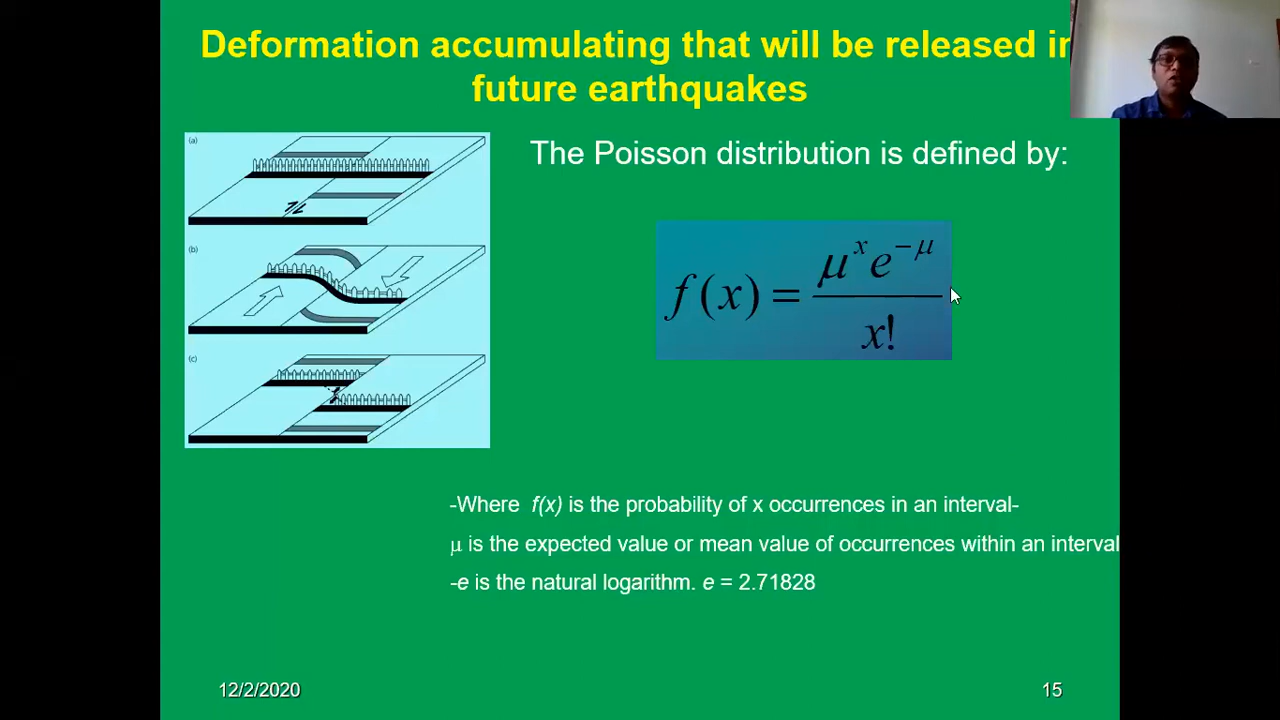 Deformation accumulating that will be released in
future earthquakes
(a)
(b)
(c)
The Poisson distribution is defined by:
f(x) = μ^x e^−μ / x!
-Where f(x) is the probability of x occurrences in an interval-
μ is the expected value or mean value of occurrences within an interval
-e is the natural logarithm. e = 2.71828
12/2/2020
15